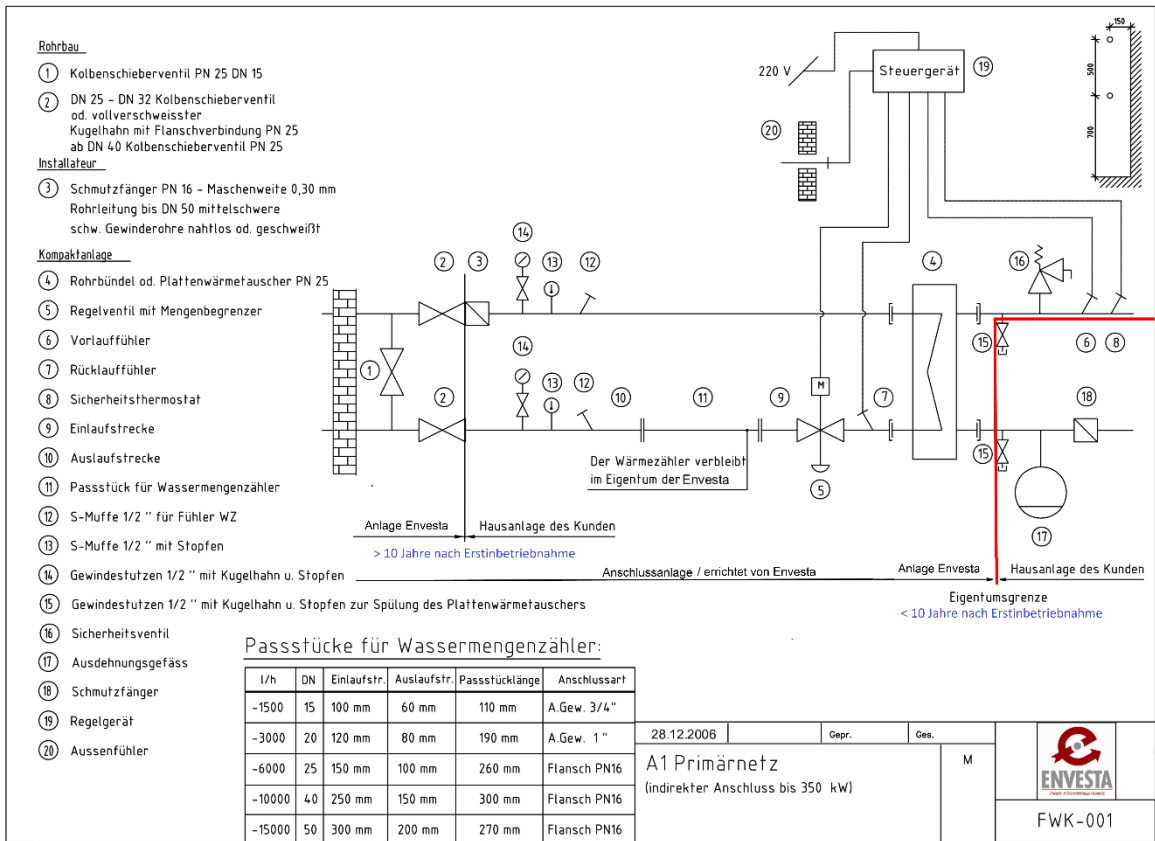 Rohrbau
1 Kolbenschieberventil PN 25 DN 15
2 DN 25 - DN 32 Kolbenschieberventil
od. vollverschweisster
Kugelhahn mit Flanschverbindung PN 25
ab DN 40 Kolbenschieberventil PN 25
Installateur
3 Schmutzfänger PN 16 - Maschenweite 0,30 mm
Rohrleitung bis DN 50 mittelschwere
schw. Gewinderohre nahtlos od. geschweißt
Kompaktanlage
4 Rohrbündel od. Plattenwärmetauscher PN 25
5 Regelventil mit Mengenbegrenzer
6 Vorlauffühler
7 Rücklauffühler
8 Sicherheitsthermostat
9 Einlaufstrecke
10 Auslaufstrecke
11 Passstück für Wassermengenzähler
12 S-Muffe 1/2 " für Fühler WZ
13 S-Muffe 1/2 " mit Stopfen
14 Gewindestutzen 1/2 " mit Kugelhahn u. Stopfen
15 Gewindestutzen 1/2 " mit Kugelhahn u. Stopfen zur Spülung des Plattenwärmetauschers
16 Sicherheitsventil
17 Ausdehnungsgefäss
18 Schmutzfänger
19 Regelgerät
20 Aussenfühler
220 V
Steuergerät
19
20
150
500
700
14
2 3 13 12 4 16
1
14
15 6 8
2 13 12 10 11 9 7 18
15
M
5
17
Der Wärmezähler verbleibt
im Eigentum der Envesta
Anlage Envesta Hausanlage des Kunden
> 10 Jahre nach Erstinbetriebnahme
Anschlussanlage / errichtet von Envesta
Anlage Envesta Hausanlage des Kunden
Eigentumsgrenze
< 10 Jahre nach Erstinbetriebnahme
Passstücke für Wassermengenzähler:
l/h DN Einlaufstr. Auslaufstr. Passstücklänge Anschlussart
-1500 15 100 mm 60 mm 110 mm A.Gew. 3/4"
-3000 20 120 mm 80 mm 190 mm A.Gew. 1 "
-6000 25 150 mm 100 mm 260 mm Flansch PN16
-10000 40 250 mm 150 mm 300 mm Flansch PN16
-15000 50 300 mm 200 mm 270 mm Flansch PN16
28.12.2006 Gepr. Ges.
A1 Primärnetz
(indirekter Anschluss bis 350 kW)
M
ENVESTA
FWK-001